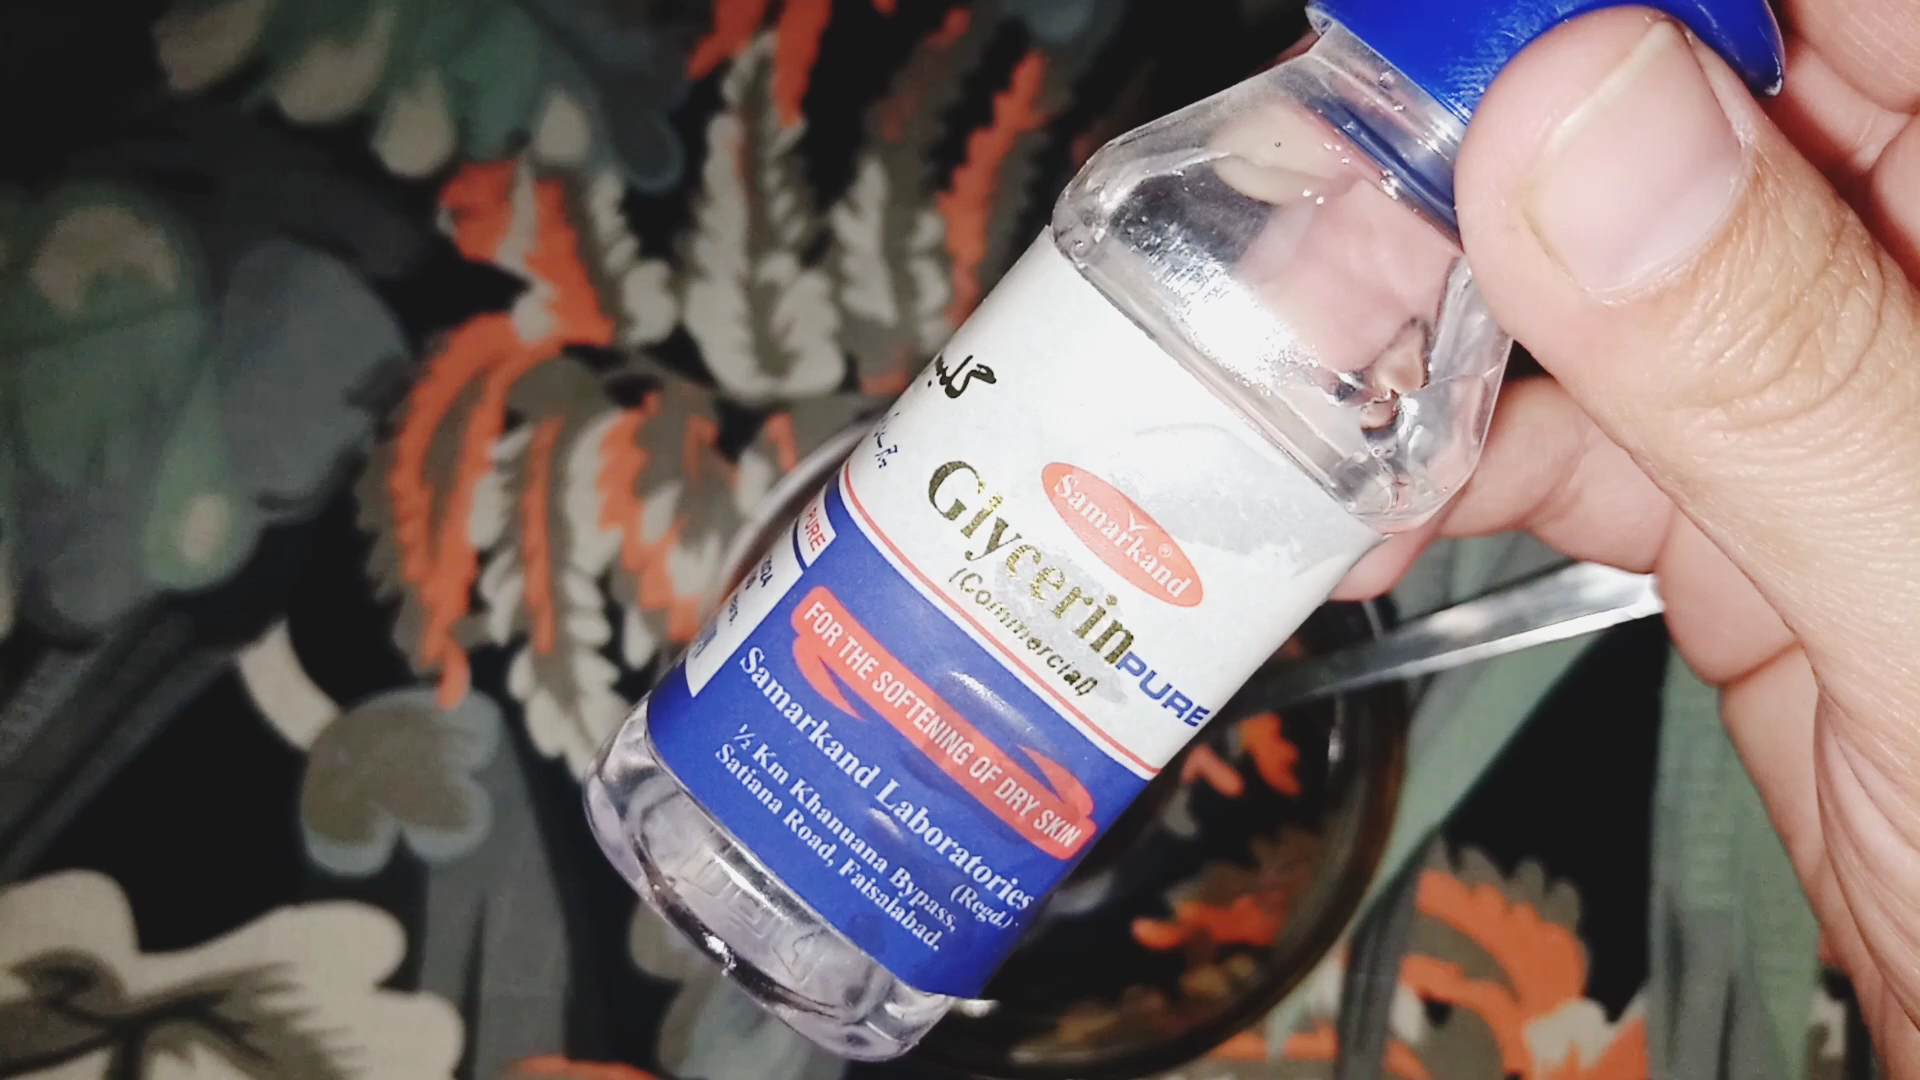 Samarkand®
Glycerin
(Commercial) PURE
FOR THE SOFTENING OF DRY SKIN
Samarkand Laboratories
(Regd.)
½ Km Khanuana Bypass,
Satiana Road, Faisalabad.
PURE
2024